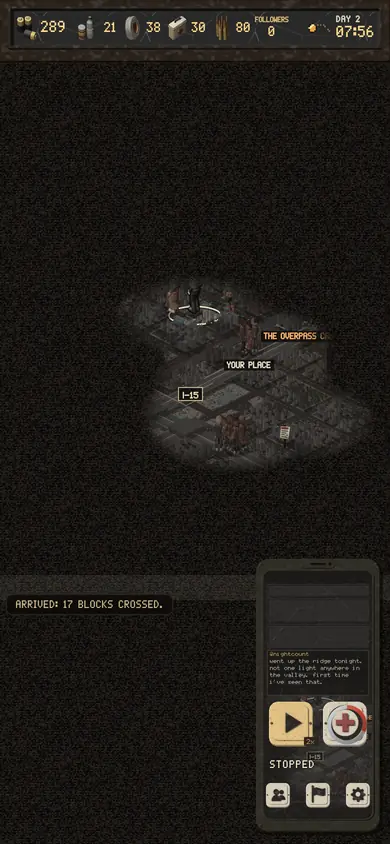 289
21
38
30
80
FOLLOWERS
0
DAY 2
07:56
THE OVERPASS
YOUR PLACE
I-15
ARRIVED: 17 BLOCKS CROSSED.
@nightcount
went up the ridge tonight.
not one light anywhere in
the valley. first time
i've seen that.
2x
I-15
STOPPED